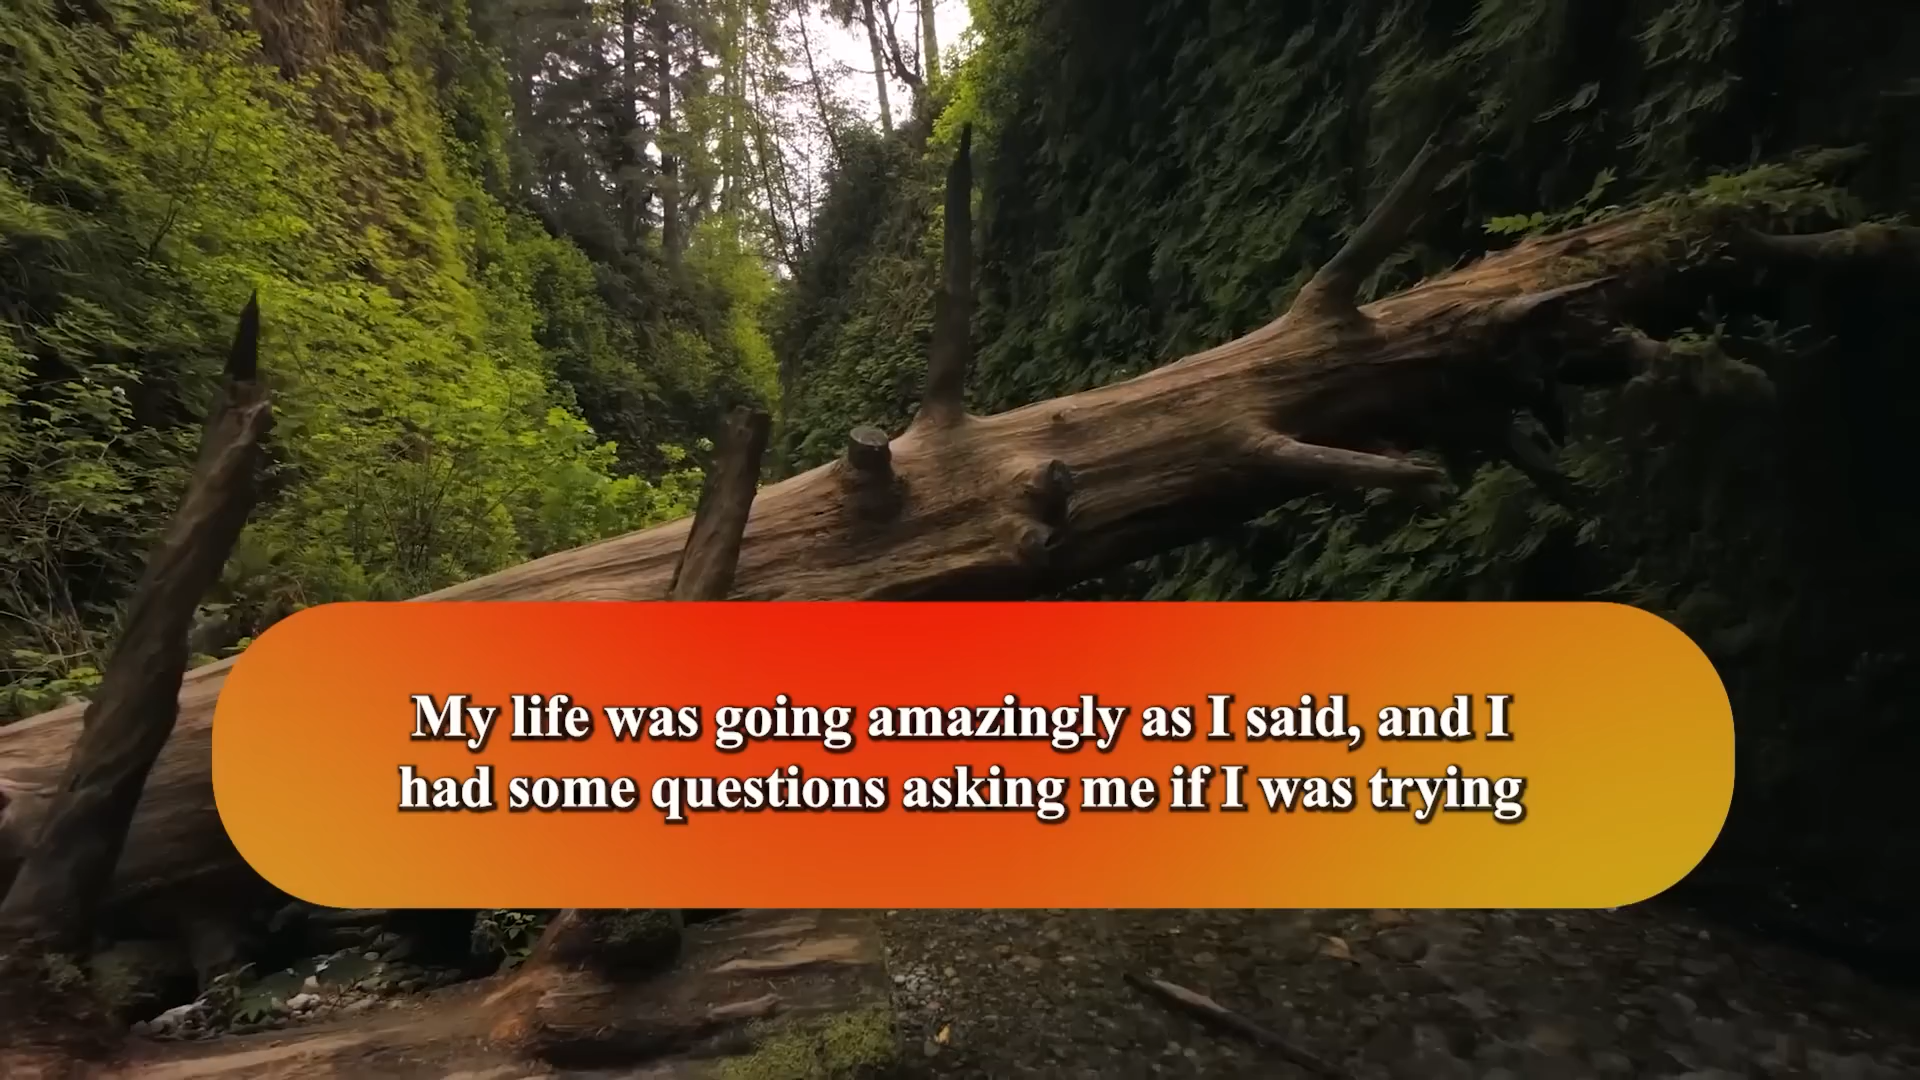 My life was going amazingly as I said, and I
had some questions asking me if I was trying